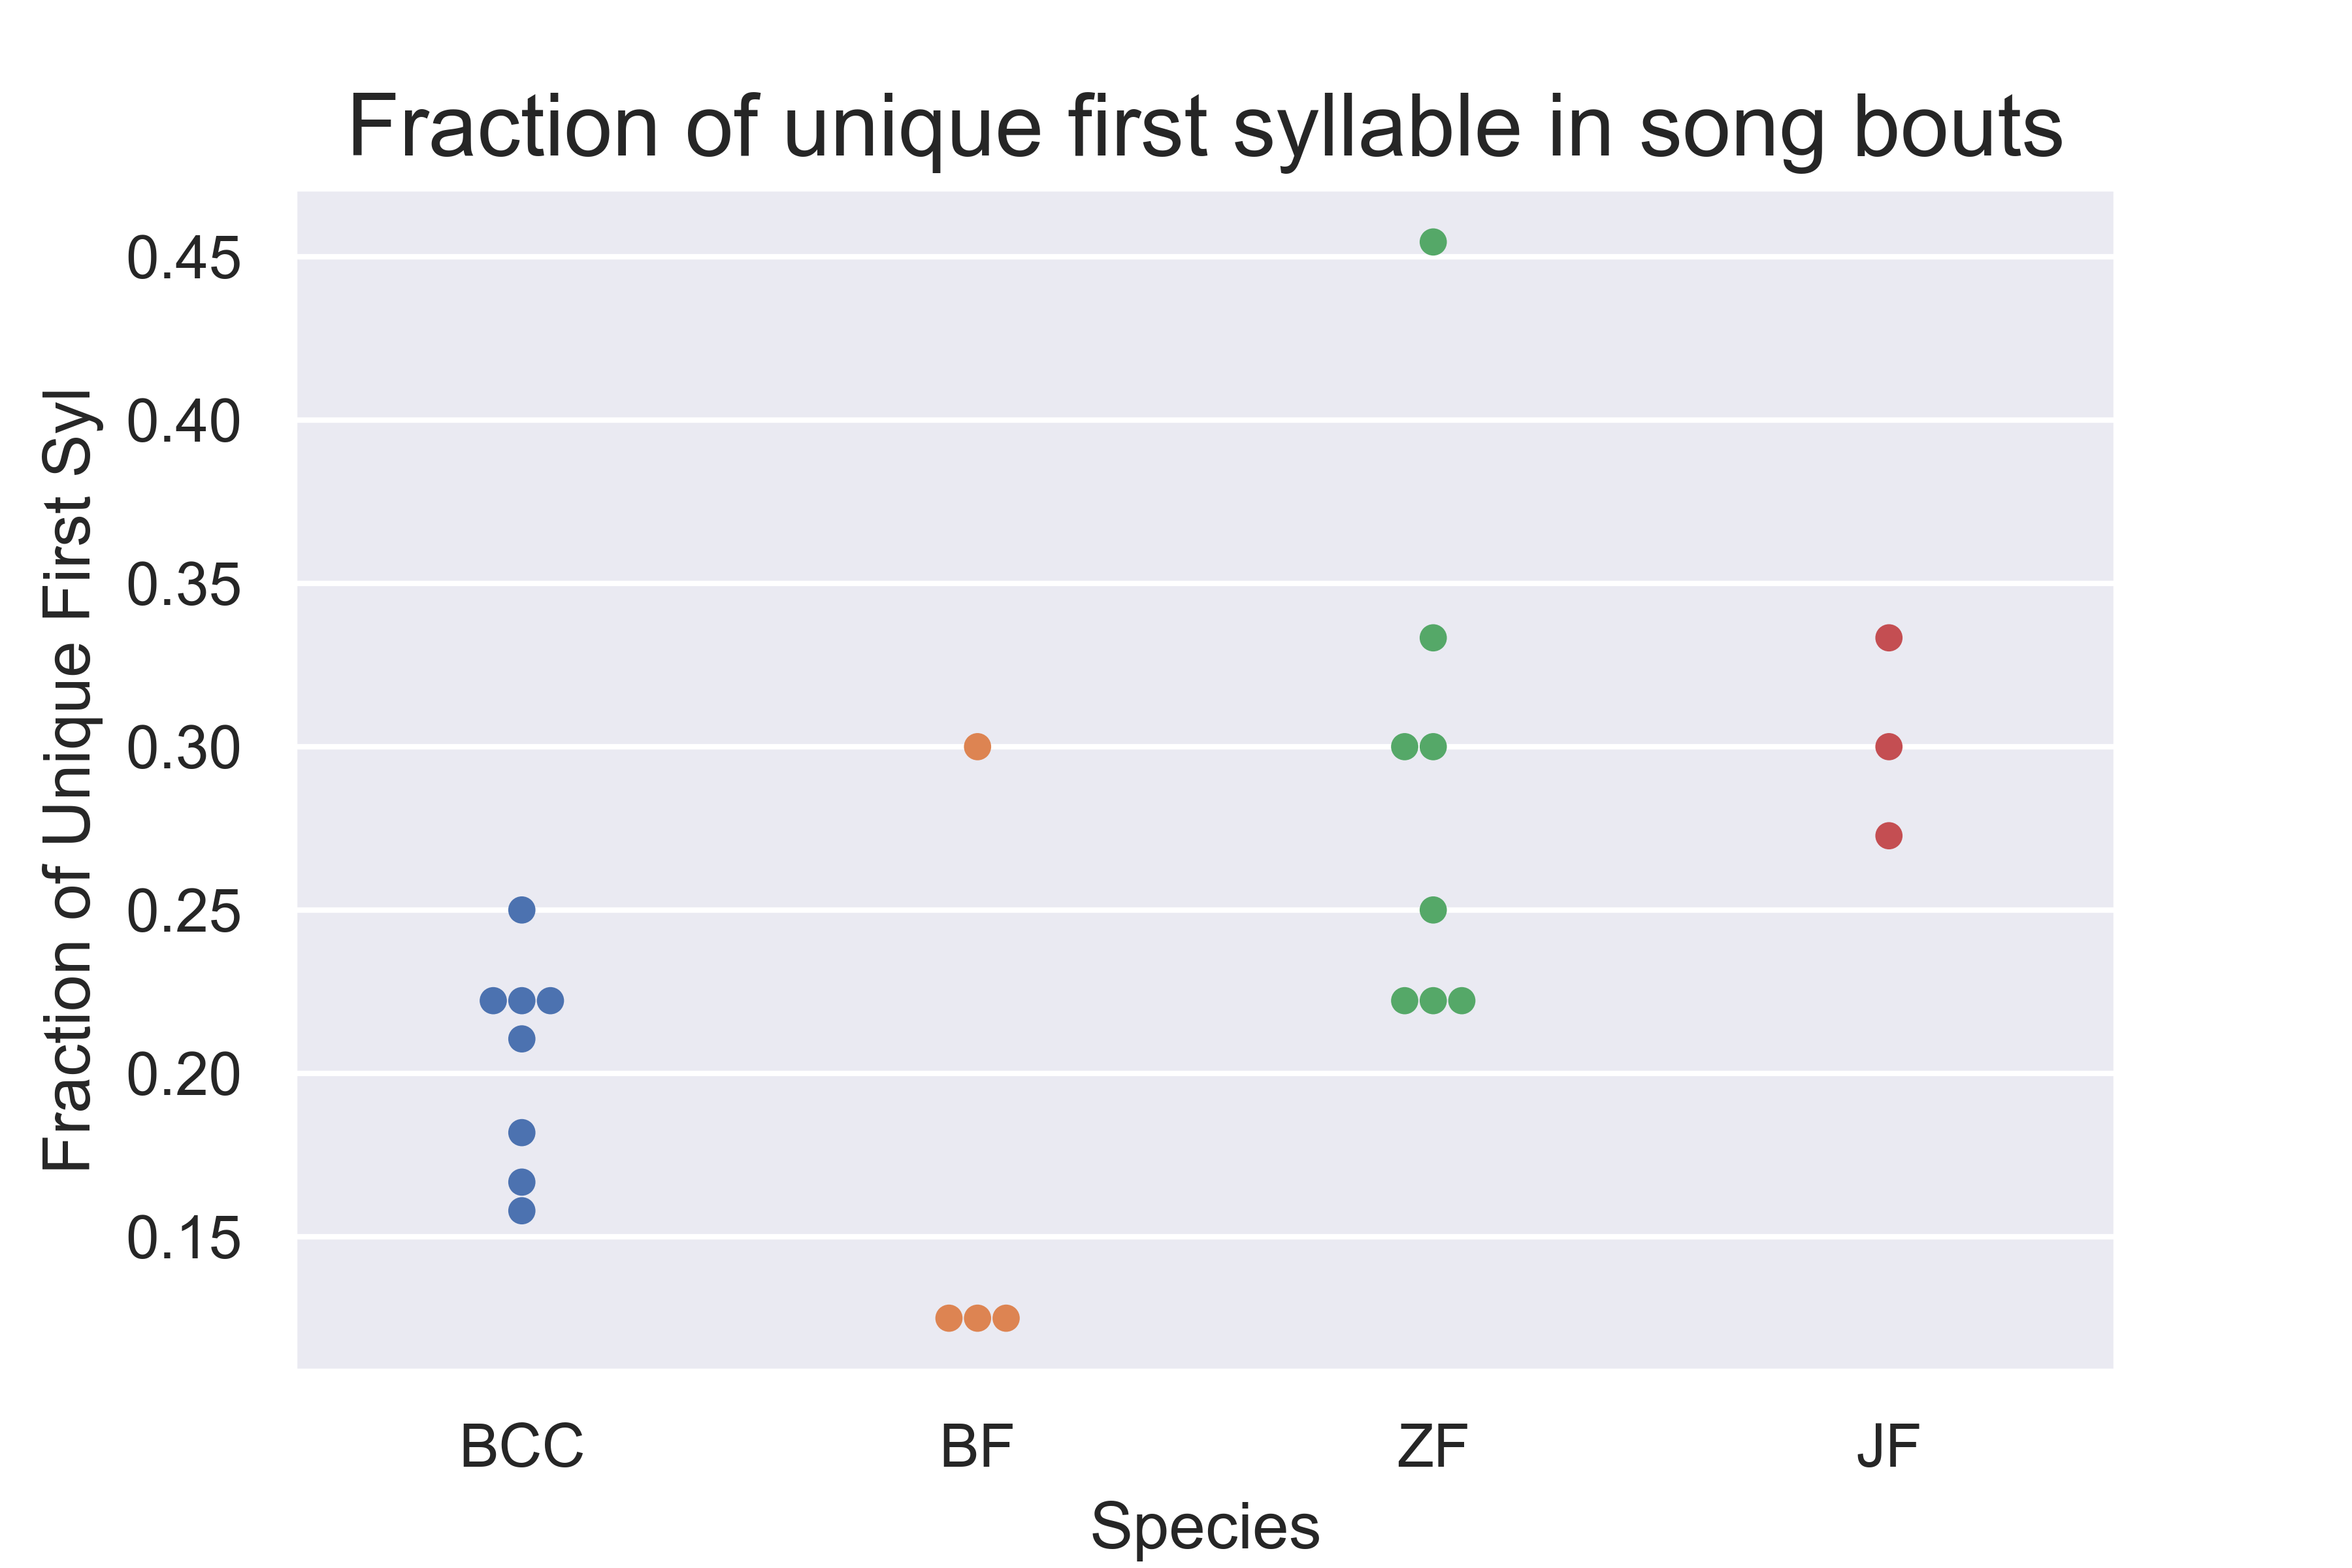 Fraction of unique first syllable in song bouts
Fraction of Unique First Syl
0.45
0.40
0.35
0.30
0.25
0.20
0.15
BCC BF ZF JF
Species